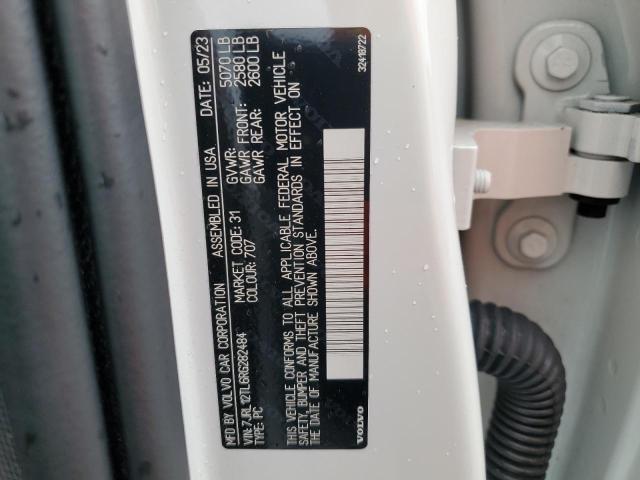 MFD BY VOLVO CAR CORPORATION ASSEMBLED IN USA DATE: 05/23
VIN: 7JRL12TL6RG282484 MARKET CODE: 31 GVWR: 5070 LB
TYPE: PC COLOUR: 707 GAWR FRONT: 2580 LB
GAWR REAR: 2600 LB
THIS VEHICLE CONFORMS TO ALL APPLICABLE FEDERAL MOTOR VEHICLE
SAFETY, BUMPER AND THEFT PREVENTION STANDARDS IN EFFECT ON
THE DATE OF MANUFACTURE SHOWN ABOVE.
VOLVO 32418722